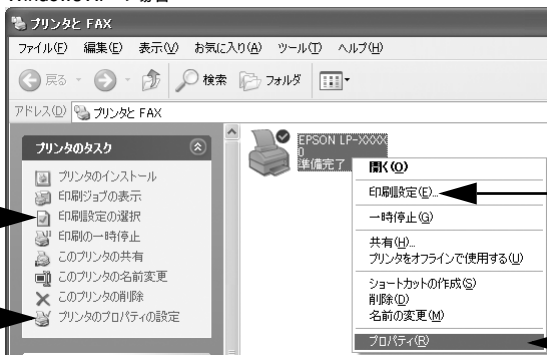 プリンタと FAX
ファイル(F) 編集(E) 表示(V) お気に入り(A) ツール(T) ヘルプ(H)
戻る 検索 フォルダ
アドレス(D) プリンタと FAX
プリンタのタスク
プリンタのインストール
印刷ジョブの表示
印刷設定の選択
印刷の一時停止
このプリンタの共有
このプリンタの名前変更
このプリンタの削除
プリンタのプロパティの設定
EPSON LP-XXXX
0
準備完了
開く(O)
印刷設定(E)...
一時停止(G)
共有(H)...
プリンタをオフラインで使用する(U)
ショートカットの作成(S)
削除(D)
名前の変更(M)
プロパティ(R)